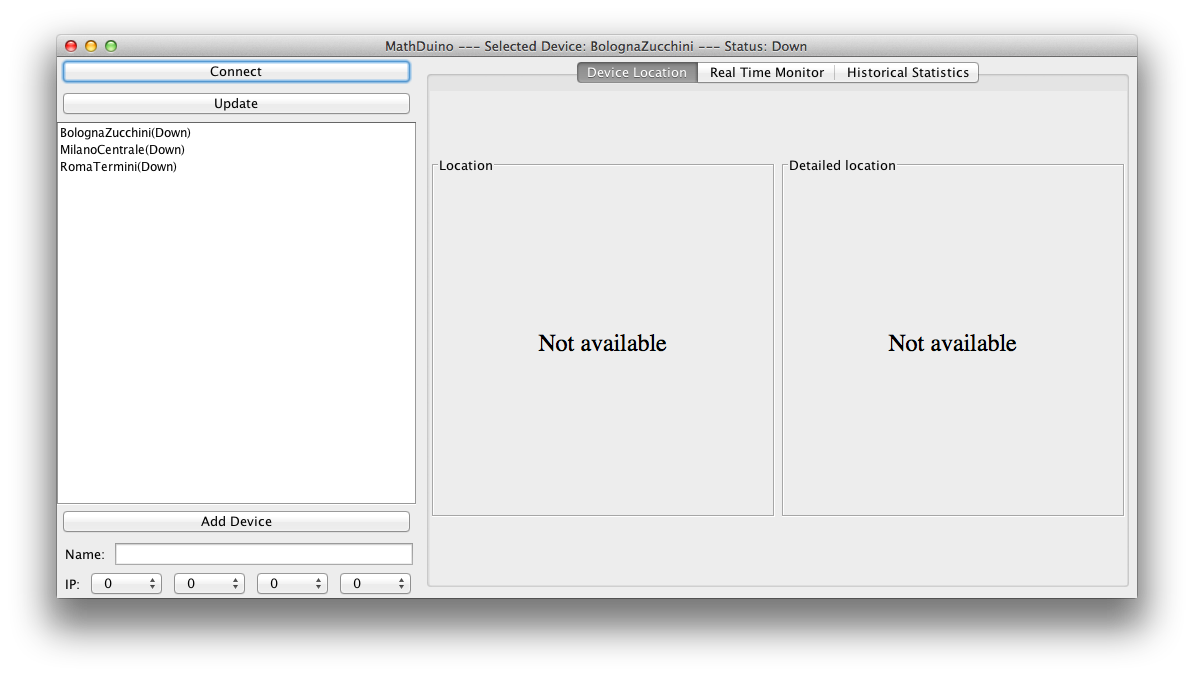 MathDuino --- Selected Device: BolognaZucchini --- Status: Down
Connect
Update
BolognaZucchini(Down)
MilanoCentrale(Down)
RomaTermini(Down)
Add Device
Name:
IP: 0 0 0 0
Device Location Real Time Monitor Historical Statistics
Location
Not available
Detailed location
Not available